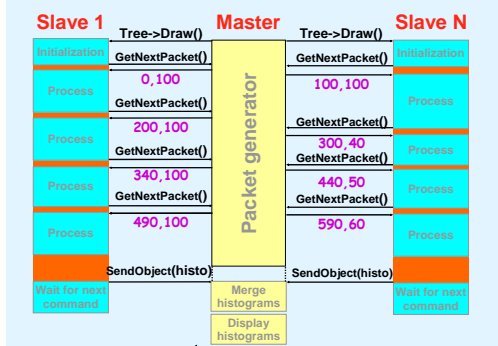 Slave 1 Master Slave N
Tree->Draw() Tree->Draw()
Initialization GetNextPacket() GetNextPacket() Initialization
0,100 100,100
Process Process
GetNextPacket() GetNextPacket()
200,100 300,40
Process Packet generator Process
GetNextPacket() GetNextPacket()
340,100 440,50
Process Process
GetNextPacket() GetNextPacket()
490,100 590,60
Process Process
SendObject(histo) SendObject(histo)
Wait for next
command
Merge
histograms
Wait for next
command
Display
histograms